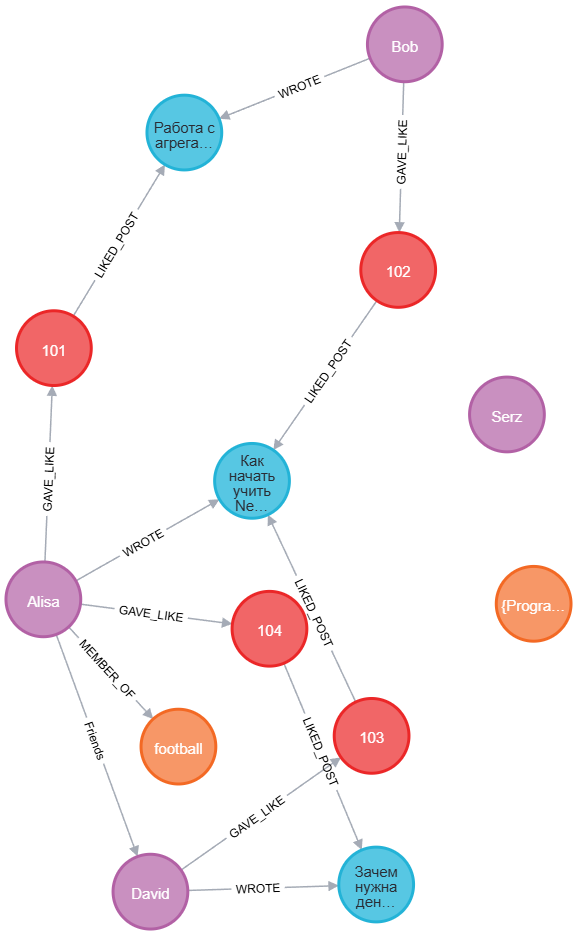 Bob
WROTE
Работа с
агрега…
GAVE_LIKE
LIKED_POST
102
101
LIKED_POST
Serz
GAVE_LIKE
Как
начать
учить
Ne…
WROTE
Alisa
GAVE_LIKE
104
LIKED_POST
{Progra…
MEMBER_OF
football
Friends
LIKED_POST
103
GAVE_LIKE
David
WROTE
Зачем
нужна
ден…